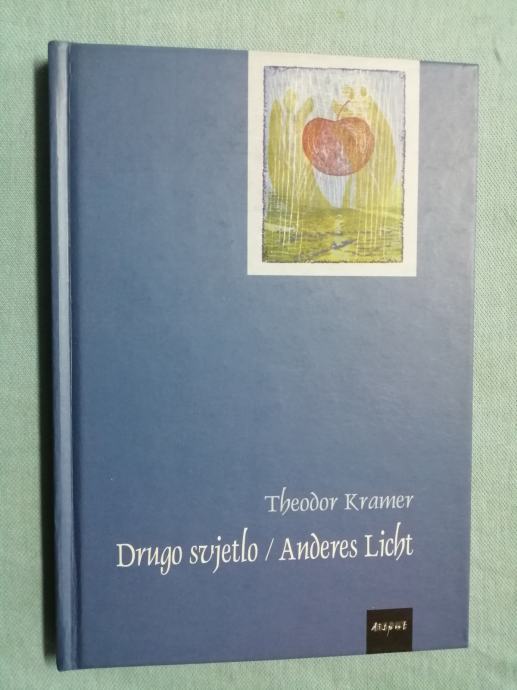 Theodor Kramer
Drugo svjetlo / Anderes Licht